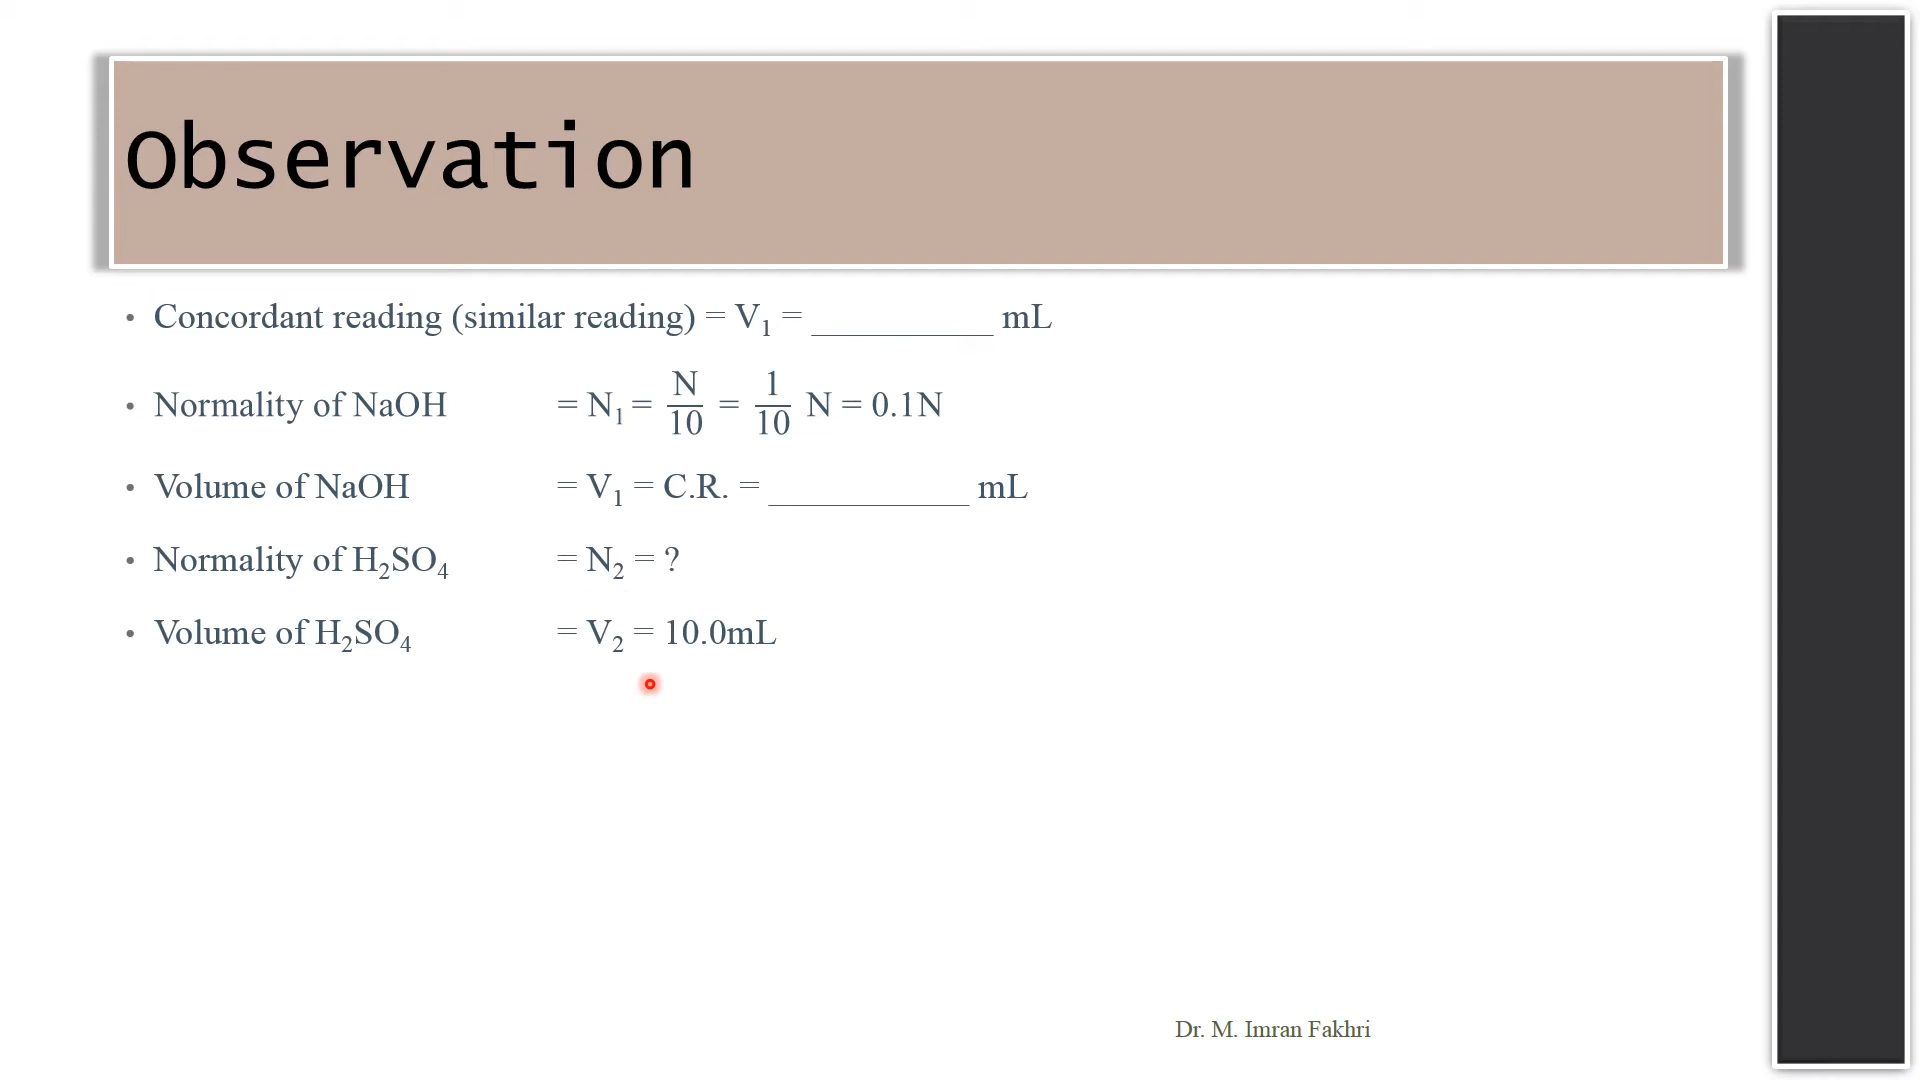 Observation
• Concordant reading (similar reading) = V₁ = __________ mL
• Normality of NaOH = N₁ = N/10 = 1/10 N = 0.1N
• Volume of NaOH = V₁ = C.R. = ___________ mL
• Normality of H₂SO₄ = N₂ = ?
• Volume of H₂SO₄ = V₂ = 10.0mL
Dr. M. Imran Fakhri